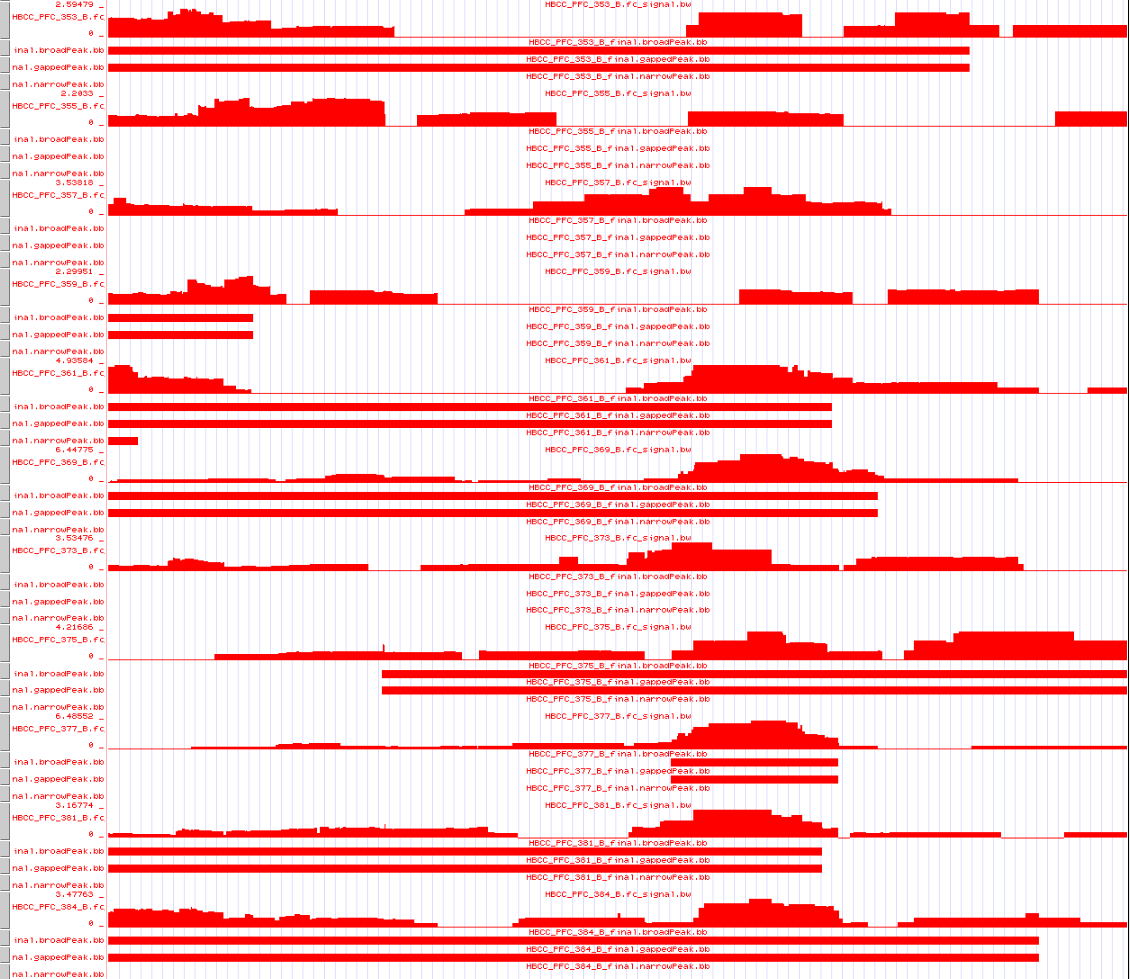 2.59479 _
HBCC_PFC_353_B.fc_signal.bw
HBCC_PFC_353_B.fc
0 _
HBCC_PFC_353_B_final.broadPeak.bb
inal.broadPeak.bb
HBCC_PFC_353_B_final.gappedPeak.bb
nal.gappedPeak.bb
HBCC_PFC_353_B_final.narrowPeak.bb
nal.narrowPeak.bb
2.2033 _
HBCC_PFC_355_B.fc_signal.bw
HBCC_PFC_355_B.fc
0 _
HBCC_PFC_355_B_final.broadPeak.bb
inal.broadPeak.bb
HBCC_PFC_355_B_final.gappedPeak.bb
nal.gappedPeak.bb
HBCC_PFC_355_B_final.narrowPeak.bb
nal.narrowPeak.bb
3.53818 _
HBCC_PFC_357_B.fc_signal.bw
HBCC_PFC_357_B.fc
0 _
HBCC_PFC_357_B_final.broadPeak.bb
inal.broadPeak.bb
HBCC_PFC_357_B_final.gappedPeak.bb
nal.gappedPeak.bb
HBCC_PFC_357_B_final.narrowPeak.bb
nal.narrowPeak.bb
2.29951 _
HBCC_PFC_359_B.fc_signal.bw
HBCC_PFC_359_B.fc
0 _
HBCC_PFC_359_B_final.broadPeak.bb
inal.broadPeak.bb
HBCC_PFC_359_B_final.gappedPeak.bb
nal.gappedPeak.bb
HBCC_PFC_359_B_final.narrowPeak.bb
nal.narrowPeak.bb
4.93584 _
HBCC_PFC_361_B.fc_signal.bw
HBCC_PFC_361_B.fc
0 _
HBCC_PFC_361_B_final.broadPeak.bb
inal.broadPeak.bb
HBCC_PFC_361_B_final.gappedPeak.bb
nal.gappedPeak.bb
HBCC_PFC_361_B_final.narrowPeak.bb
nal.narrowPeak.bb
6.44775 _
HBCC_PFC_369_B.fc_signal.bw
HBCC_PFC_369_B.fc
0 _
HBCC_PFC_369_B_final.broadPeak.bb
inal.broadPeak.bb
HBCC_PFC_369_B_final.gappedPeak.bb
nal.gappedPeak.bb
HBCC_PFC_369_B_final.narrowPeak.bb
nal.narrowPeak.bb
3.53476 _
HBCC_PFC_373_B.fc_signal.bw
HBCC_PFC_373_B.fc
0 _
HBCC_PFC_373_B_final.broadPeak.bb
inal.broadPeak.bb
HBCC_PFC_373_B_final.gappedPeak.bb
nal.gappedPeak.bb
HBCC_PFC_373_B_final.narrowPeak.bb
nal.narrowPeak.bb
4.21686 _
HBCC_PFC_375_B.fc_signal.bw
HBCC_PFC_375_B.fc
0 _
HBCC_PFC_375_B_final.broadPeak.bb
inal.broadPeak.bb
HBCC_PFC_375_B_final.gappedPeak.bb
nal.gappedPeak.bb
HBCC_PFC_375_B_final.narrowPeak.bb
nal.narrowPeak.bb
6.48552 _
HBCC_PFC_377_B.fc_signal.bw
HBCC_PFC_377_B.fc
0 _
HBCC_PFC_377_B_final.broadPeak.bb
inal.broadPeak.bb
HBCC_PFC_377_B_final.gappedPeak.bb
nal.gappedPeak.bb
HBCC_PFC_377_B_final.narrowPeak.bb
nal.narrowPeak.bb
3.16774 _
HBCC_PFC_381_B.fc_signal.bw
HBCC_PFC_381_B.fc
0 _
HBCC_PFC_381_B_final.broadPeak.bb
inal.broadPeak.bb
HBCC_PFC_381_B_final.gappedPeak.bb
nal.gappedPeak.bb
HBCC_PFC_381_B_final.narrowPeak.bb
nal.narrowPeak.bb
3.47763 _
HBCC_PFC_384_B.fc_signal.bw
HBCC_PFC_384_B.fc
0 _
HBCC_PFC_384_B_final.broadPeak.bb
inal.broadPeak.bb
HBCC_PFC_384_B_final.gappedPeak.bb
nal.gappedPeak.bb
HBCC_PFC_384_B_final.narrowPeak.bb
nal.narrowPeak.bb